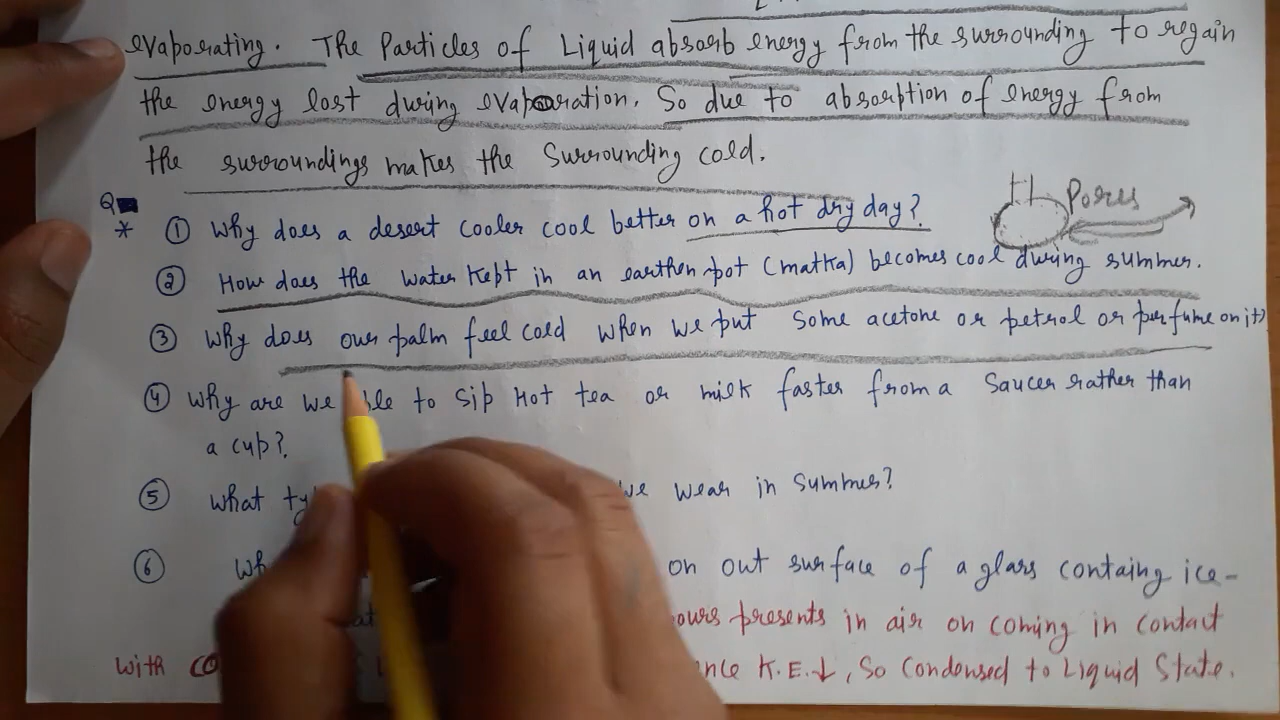 evaporating. The Particles of Liquid absorb energy from the surrounding to regain
the energy lost during evaporation. So due to absorption of energy from
the surroundings makes the surrounding cold.
Q
* ① Why does a desert cooler cool better on a hot dry day?
Pores
② How does the water kept in an earthen pot (matka) becomes cool during summer.
③ Why does our palm feel cold when we put some acetone or petrol or perfume on it?
④ Why are we to sip Hot tea or milk faster from a saucer rather than
a cup?
⑤ What we wear in summer?
⑥ on out surface of a glass containg ice-
presents in air on coming in contact
with K.E.↓, So Condensed to Liquid State.